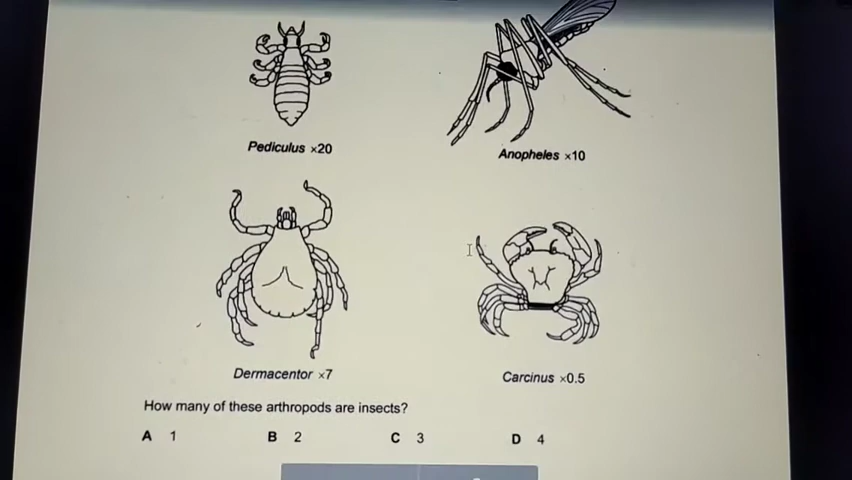 Pediculus ×20
Anopheles ×10
Dermacentor ×7
Carcinus ×0.5
How many of these arthropods are insects?
A 1 B 2 C 3 D 4